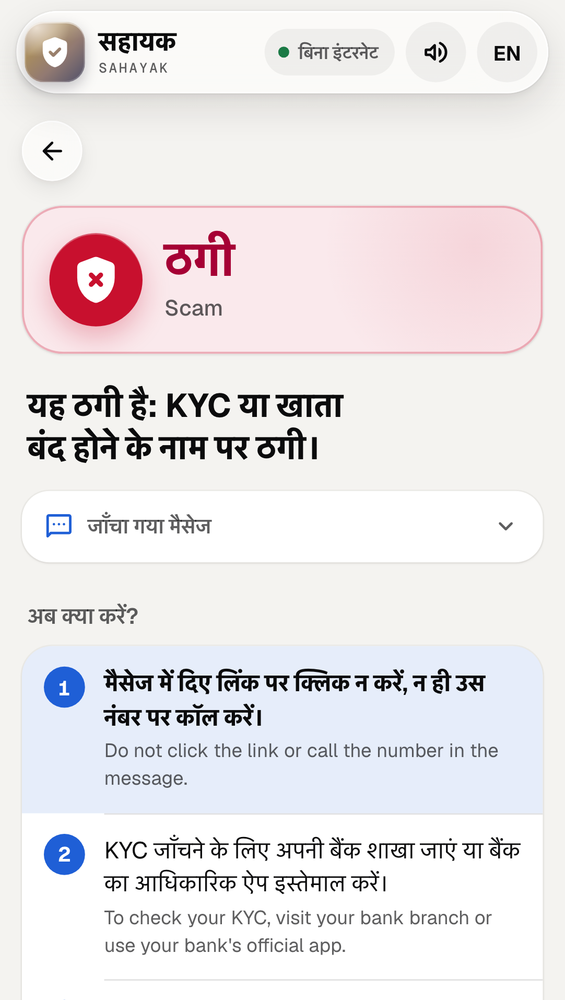 सहायक
SAHAYAK
बिना इंटरनेट
EN
ठगी
Scam
यह ठगी है: KYC या खाता
बंद होने के नाम पर ठगी।
जाँचा गया मैसेज
अब क्या करें?
1
मैसेज में दिए लिंक पर क्लिक न करें, न ही उस
नंबर पर कॉल करें।
Do not click the link or call the number in the
message.
2
KYC जाँचने के लिए अपनी बैंक शाखा जाएं या बैंक
का आधिकारिक ऐप इस्तेमाल करें।
To check your KYC, visit your bank branch or
use your bank's official app.